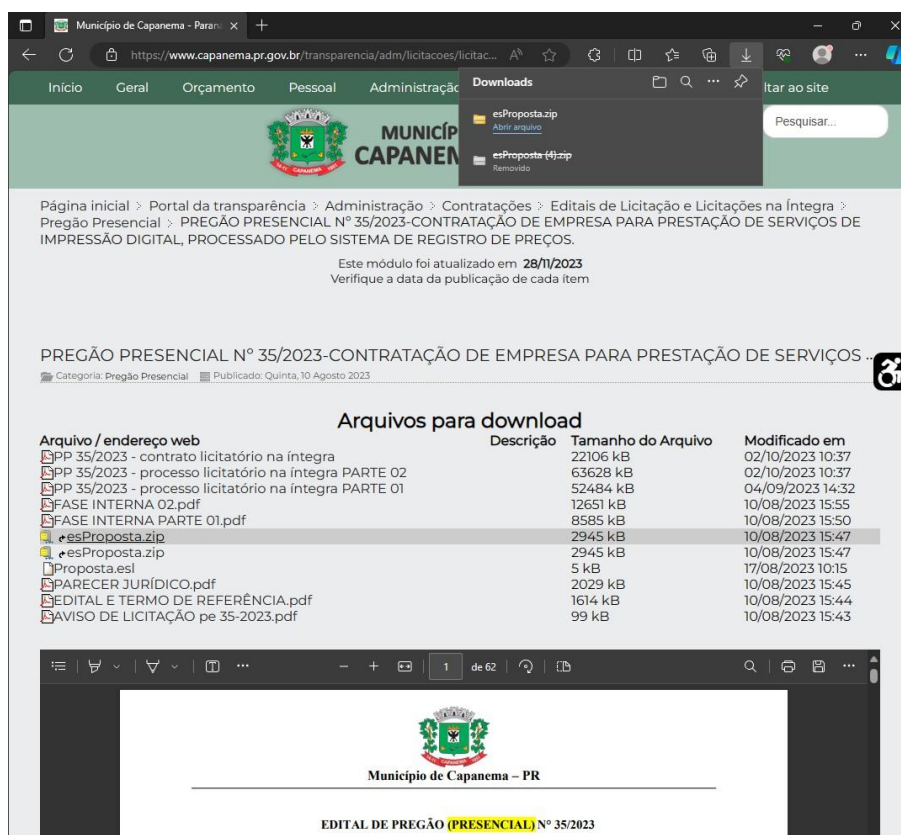 Município de Capanema - Paran
https://www.capanema.pr.gov.br/transparencia/adm/licitacoes/licitac...
Início Geral Orçamento Pessoal Administração
ltar ao site
Downloads
esProposta.zip
Abrir arquivo
esProposta (4).zip
Removido
Pesquisar...
MUNICÍP
CAPANEM
Página inicial > Portal da transparência > Administração > Contratações > Editais de Licitação e Licitações na Íntegra >
Pregão Presencial > PREGÃO PRESENCIAL Nº 35/2023-CONTRATAÇÃO DE EMPRESA PARA PRESTAÇÃO DE SERVIÇOS DE
IMPRESSÃO DIGITAL, PROCESSADO PELO SISTEMA DE REGISTRO DE PREÇOS.
Este módulo foi atualizado em 28/11/2023
Verifique a data da publicação de cada ítem
PREGÃO PRESENCIAL Nº 35/2023-CONTRATAÇÃO DE EMPRESA PARA PRESTAÇÃO DE SERVIÇOS ...
Categoria: Pregão Presencial Publicado: Quinta, 10 Agosto 2023
Arquivos para download
Arquivo / endereço web Descrição Tamanho do Arquivo Modificado em
PP 35/2023 - contrato licitatório na íntegra 22106 kB 02/10/2023 10:37
PP 35/2023 - processo licitatório na íntegra PARTE 02 63628 kB 02/10/2023 10:37
PP 35/2023 - processo licitatório na íntegra PARTE 01 52484 kB 04/09/2023 14:32
FASE INTERNA 02.pdf 12651 kB 10/08/2023 15:55
FASE INTERNA PARTE 01.pdf 8585 kB 10/08/2023 15:50
esProposta.zip 2945 kB 10/08/2023 15:47
esProposta.zip 2945 kB 10/08/2023 15:47
Proposta.esl 5 kB 17/08/2023 10:15
PARECER JURÍDICO.pdf 2029 kB 10/08/2023 15:45
EDITAL E TERMO DE REFERÊNCIA.pdf 1614 kB 10/08/2023 15:44
AVISO DE LICITAÇÃO pe 35-2023.pdf 99 kB 10/08/2023 15:43
1 de 62
Município de Capanema – PR
EDITAL DE PREGÃO (PRESENCIAL) Nº 35/2023